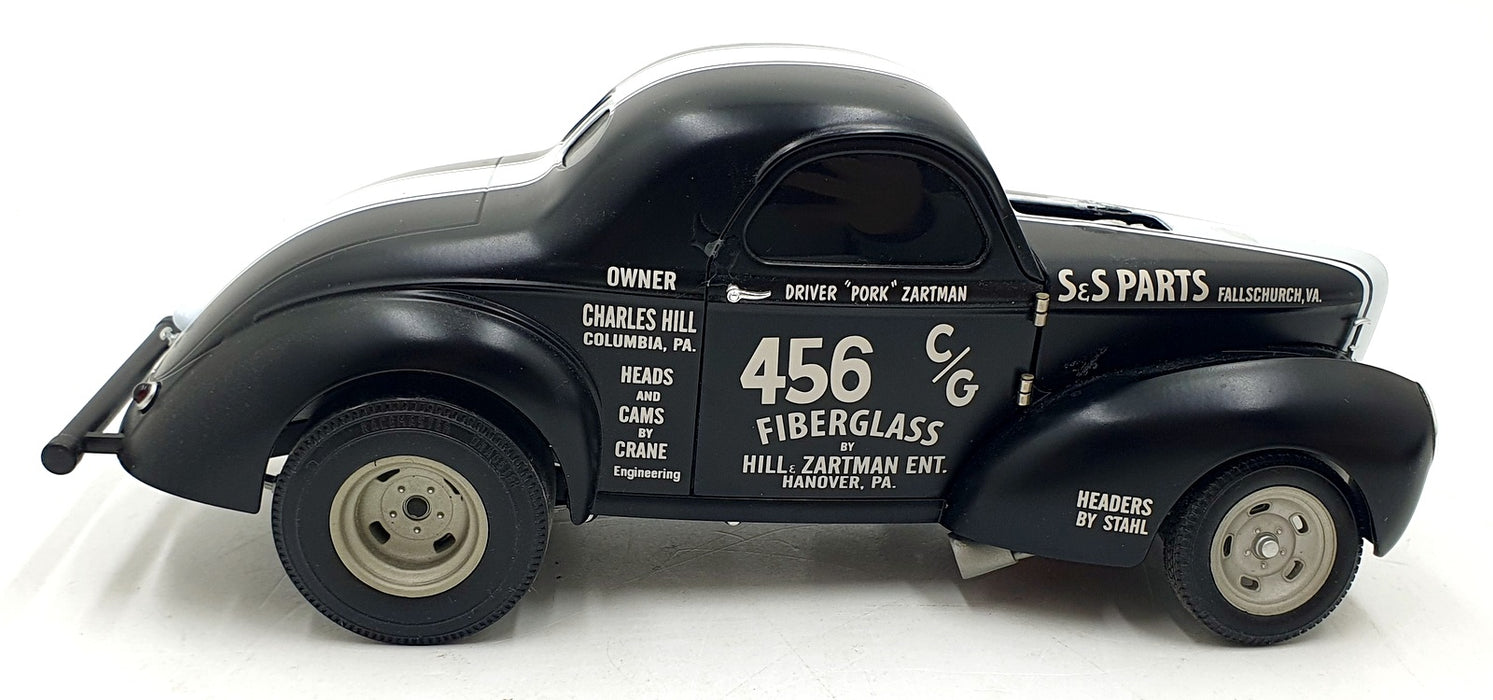 OWNER
CHARLES HILL
COLUMBIA, PA.
HEADS
AND
CAMS
BY
CRANE
Engineering
DRIVER "PORK" ZARTMAN
456 C/G
FIBERGLASS
BY
HILL & ZARTMAN ENT.
HANOVER, PA.
S&S PARTS FALLSCHURCH, VA.
HEADERS
BY STAHL